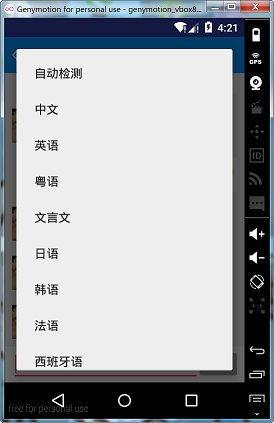 Genymotion for personal use - genymotion_vbox8...
4:21
自动检测
GPS
中文
英语
粤语
ID
文言文
日语
韩语
法语
西班牙语
free for personal use